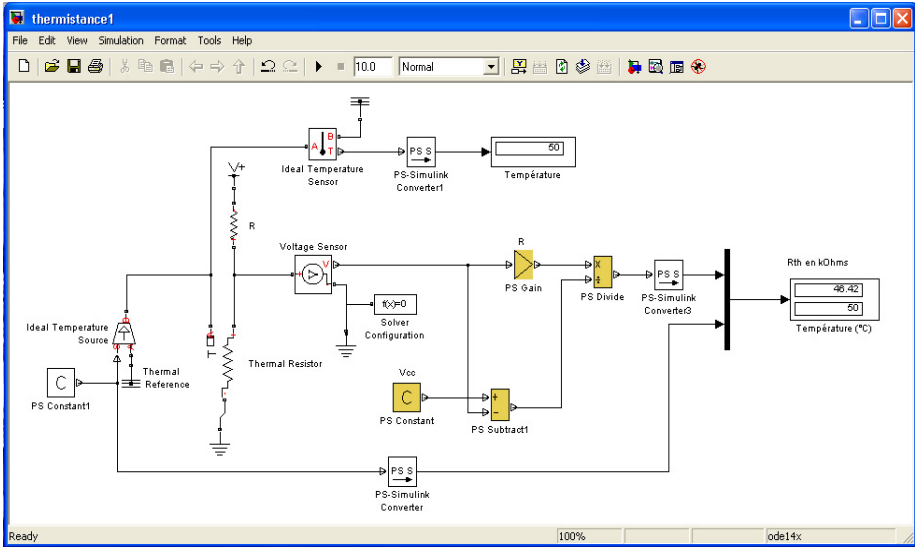 thermistance1
File Edit View Simulation Format Tools Help
10.0 Normal
B
A
T
Ideal Temperature
Sensor
PS S
PS-Simulink
Converter1
50
Température
V+
R
Voltage Sensor
V
f(x)=0
Solver
Configuration
R
PS Gain
×
÷
PS Divide
PS S
PS-Simulink
Converter3
Rth en kOhms
46.42
50
Température (°C)
Ideal Temperature
Source
B
S
A
T
Thermal Resistor
Thermal
Reference
C
PS Constant1
Vcc
C
PS Constant
+
−
PS Subtract1
PS S
PS-Simulink
Converter
Ready 100% ode14x